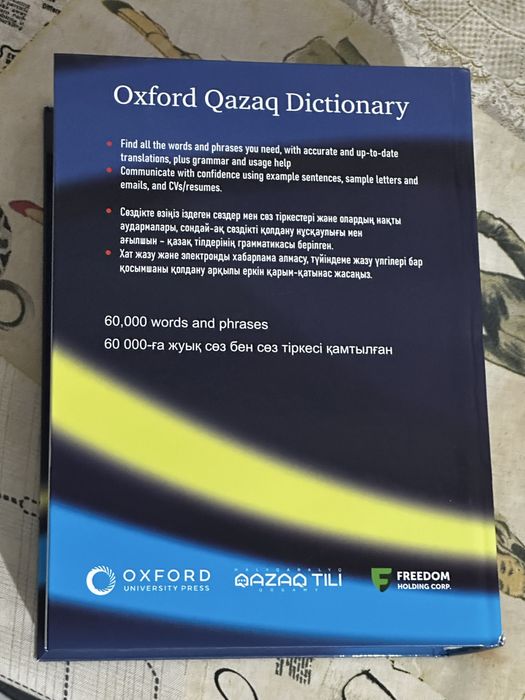 Oxford Qazaq Dictionary
• Find all the words and phrases you need, with accurate and up-to-date
translations, plus grammar and usage help
• Communicate with confidence using example sentences, sample letters and
emails, and CVs/resumes.
• Сөздікте өзіңіз іздеген сөздер мен сөз тіркестері және олардың нақты
аудармалары, сондай-ақ сөздікті қолдану нұсқаулығы мен
ағылшын – қазақ тілдерінің грамматикасы берілген.
• Хат жазу және электронды хабарлама алмасу, түйіндеме жазу үлгілері бар
қосымшаны қолдану арқылы еркін қарым-қатынас жасаңыз.
60,000 words and phrases
60 000-ға жуық сөз бен сөз тіркесі қамтылған
OXFORD
UNIVERSITY PRESS
HALYQARALYQ
QAZAQ TILI
QOǴAMY
FREEDOM
HOLDING CORP.